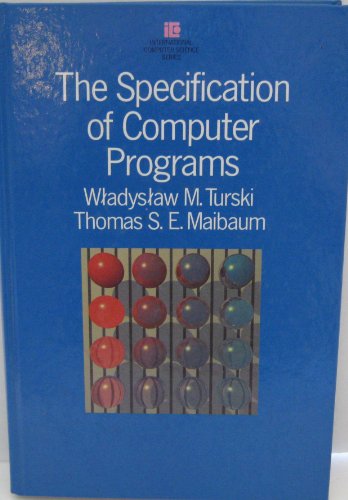 INTERNATIONAL
COMPUTER SCIENCE
SERIES
The Specification
of Computer
Programs
Władysław M. Turski
Thomas S. E. Maibaum